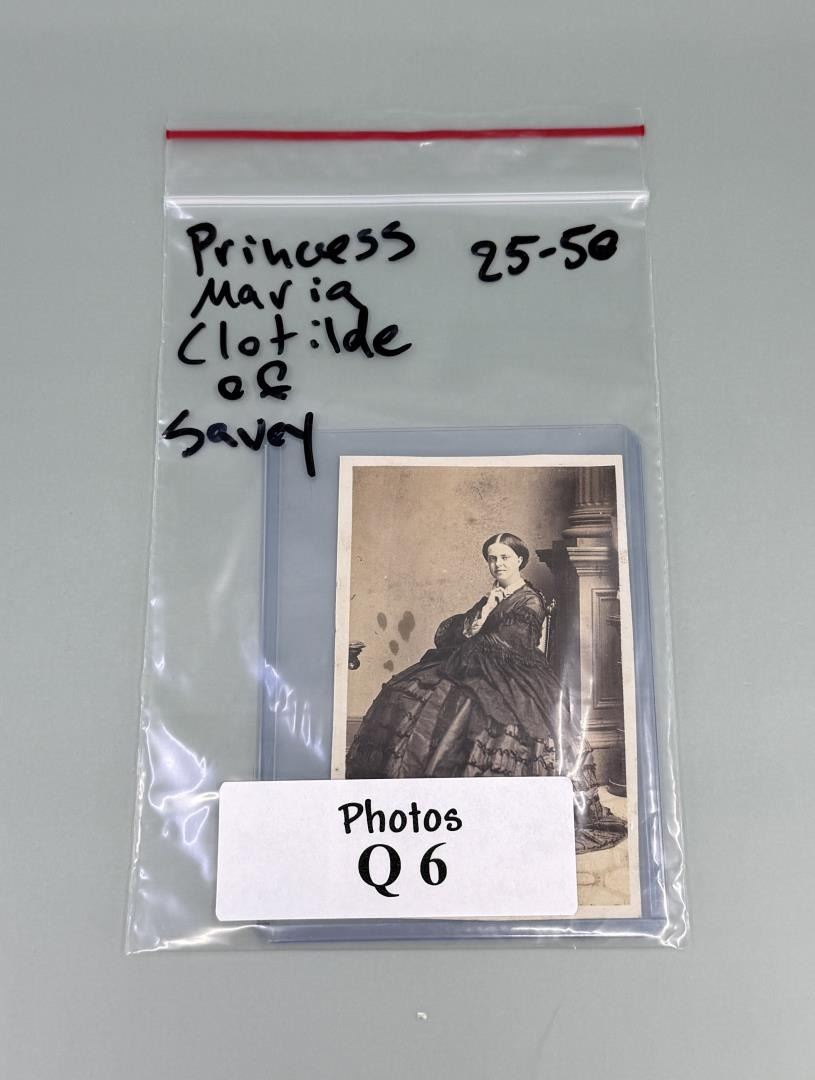 Princess 25-50
Maria
Clotilde
of
Savoy
Photos
Q 6